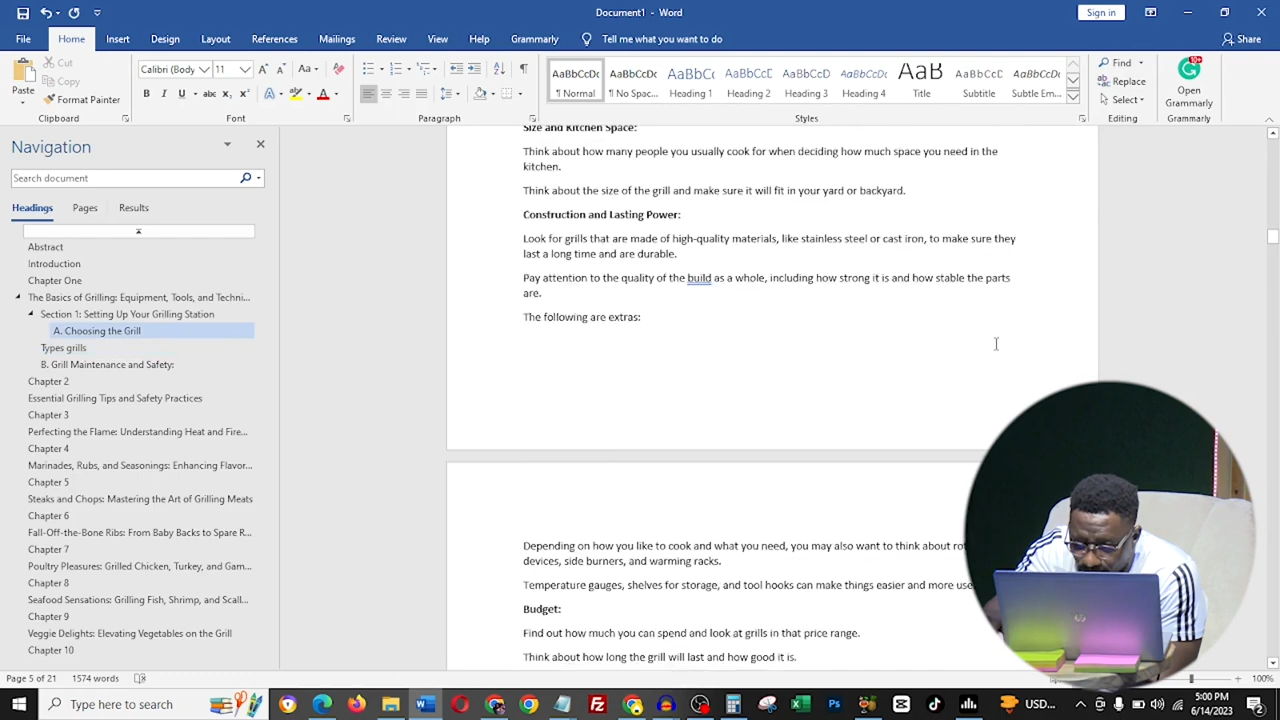 Document1 - Word
Sign in
File Home Insert Design Layout References Mailings Review View Help Grammarly Tell me what you want to do Share
Cut
Copy
Paste
Format Painter
Clipboard
Calibri (Body 11
Font
Paragraph
AaBbCcDc AaBbCcDc AaBbCc AaBbCcD AaBbCcD AaBbCcD AaB AaBbCcD AaBbCcDc
¶ Normal ¶ No Spac... Heading 1 Heading 2 Heading 3 Heading 4 Title Subtitle Subtle Em...
Styles
Find
Replace
Select
Editing
10+
Open
Grammarly
Grammarly
Navigation
Search document
Headings Pages Results
Abstract
Introduction
Chapter One
The Basics of Grilling: Equipment, Tools, and Techni...
Section 1: Setting Up Your Grilling Station
A. Choosing the Grill
Types grills
B. Grill Maintenance and Safety:
Chapter 2
Essential Grilling Tips and Safety Practices
Chapter 3
Perfecting the Flame: Understanding Heat and Fire...
Chapter 4
Marinades, Rubs, and Seasonings: Enhancing Flavor...
Chapter 5
Steaks and Chops: Mastering the Art of Grilling Meats
Chapter 6
Fall-Off-the-Bone Ribs: From Baby Backs to Spare R...
Chapter 7
Poultry Pleasures: Grilled Chicken, Turkey, and Gam...
Chapter 8
Seafood Sensations: Grilling Fish, Shrimp, and Scall...
Chapter 9
Veggie Delights: Elevating Vegetables on the Grill
Chapter 10
Size and Kitchen Space:
Think about how many people you usually cook for when deciding how much space you need in the
kitchen.
Think about the size of the grill and make sure it will fit in your yard or backyard.
Construction and Lasting Power:
Look for grills that are made of high-quality materials, like stainless steel or cast iron, to make sure they
last a long time and are durable.
Pay attention to the quality of the build as a whole, including how strong it is and how stable the parts
are.
The following are extras:
Depending on how you like to cook and what you need, you may also want to think about
devices, side burners, and warming racks.
Temperature gauges, shelves for storage, and tool hooks can make things easier and more
Budget:
Find out how much you can spend and look at grills in that price range.
Think about how long the grill will last and how good it is.
Page 5 of 21 1574 words
100%
Type here to search
USD...
5:00 PM
6/14/2023